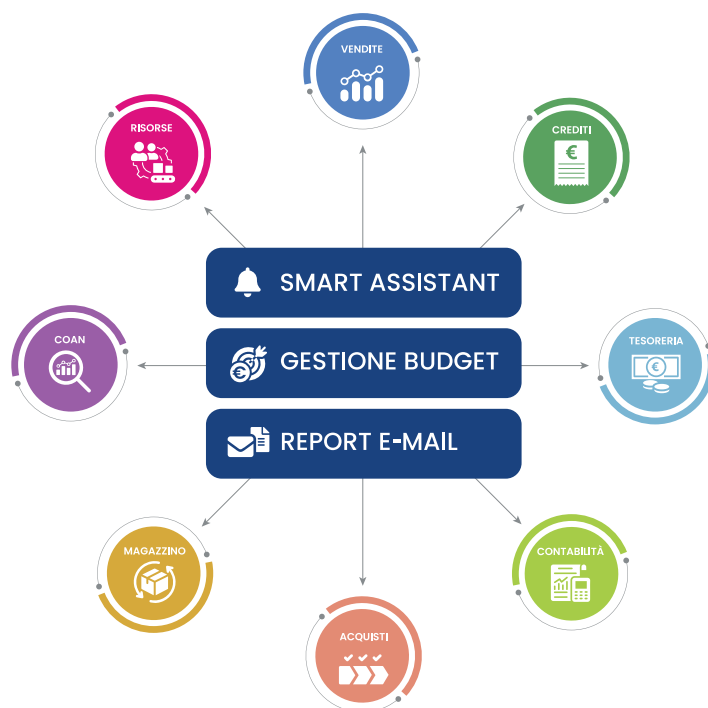 VENDITE
RISORSE
CREDITI
SMART ASSISTANT
COAN
GESTIONE BUDGET
TESORERIA
REPORT E-MAIL
MAGAZZINO
CONTABILITÀ
ACQUISTI